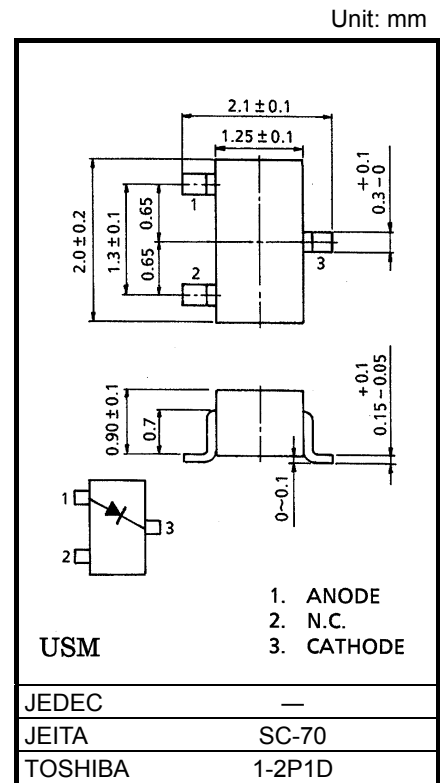 Unit: mm
2.1±0.1
1.25±0.1
+0.1
0.3−0
2.0±0.2
1.3±0.1
0.65
0.65
1
2
3
0.90±0.1
0.7
+0.1
0.15−0.05
0~0.1
1
2
3
1. ANODE
2. N.C.
3. CATHODE
USM
JEDEC —
JEITA SC-70
TOSHIBA 1-2P1D